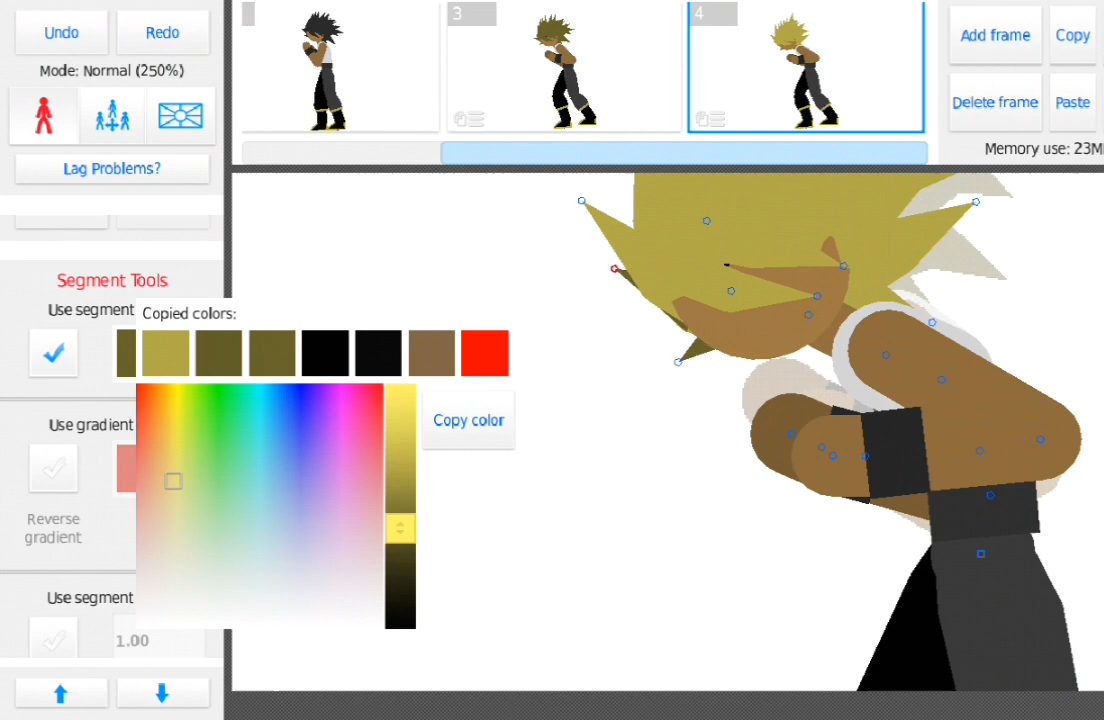 Undo
Redo
Mode: Normal (250%)
Lag Problems?
3
4
Add frame
Copy
Delete frame
Paste
Memory use: 23M
Segment Tools
Use segment
Copied colors:
Copy color
Use gradient
Reverse
gradient
Use segment
1.00